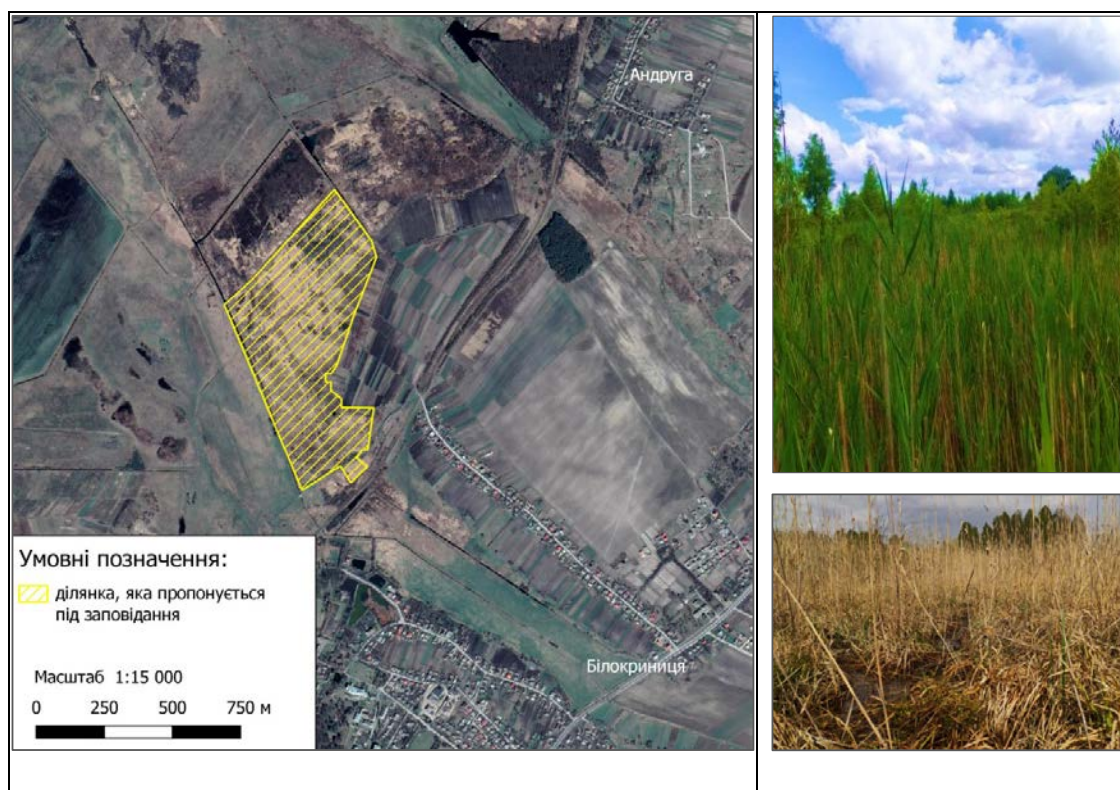 Андруга
Білокриниця
Умовні позначення:
ділянка, яка пропонується
під заповідання
Масштаб 1:15 000
0 250 500 750 м